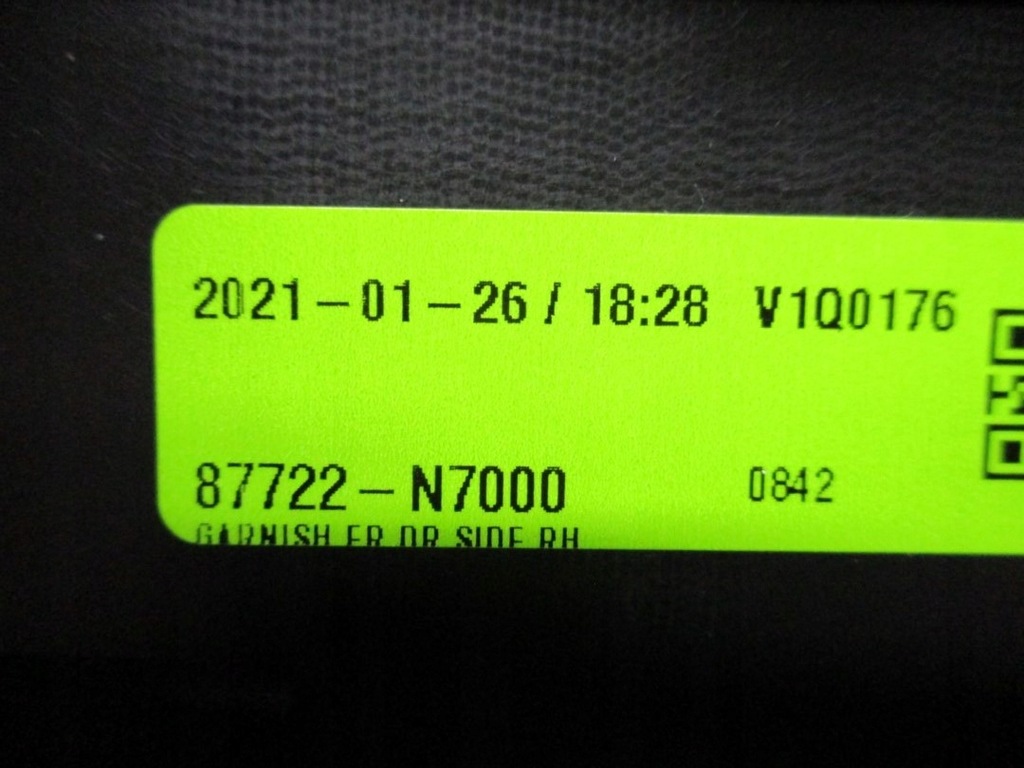 2021-01-26 / 18:28 V1Q0176
87722-N7000 0842
GARNISH FR DR SIDE RH